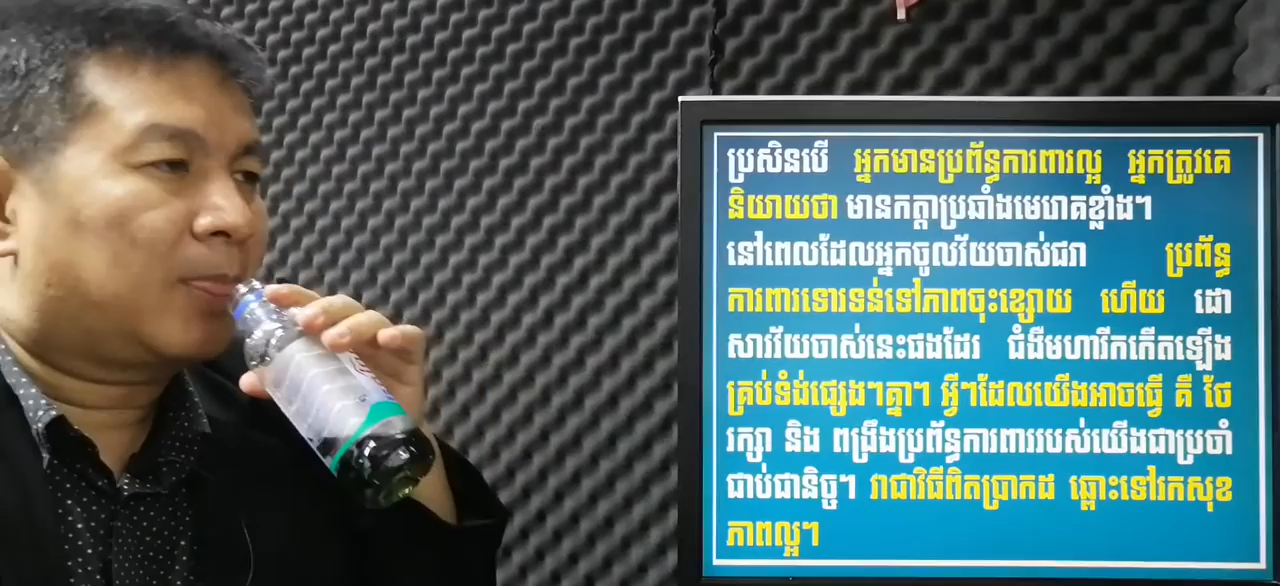 ប្រសិនបើ អ្នកមានប្រព័ន្ធការពារល្អ អ្នកត្រូវគេ
និយាយថា មានកត្តាប្រឆាំងមេរោគខ្លាំងៗ
នៅពេលដែលអ្នកចូលវ័យចាស់ជរា ប្រព័ន្ធ
ការពារទោរទន់ទៅភាពចុះខ្សោយ ហើយ ដោ
សារវ័យចាស់នេះផងដែរ ជំងឺមហារីកកើតឡើង
គ្រប់ទំង់ផ្សេងៗគ្នាៗ អ្វីៗដែលយើងអាចធ្វើ គឺ ថែ
រក្សា និង ពង្រឹងប្រព័ន្ធការពាររបស់យើងជាប្រចាំ
ជាប់ជានិច្ចៗ វាជាវិធីពិតប្រាកដ ឆ្ពោះទៅរកសុខ
ភាពល្អៗ